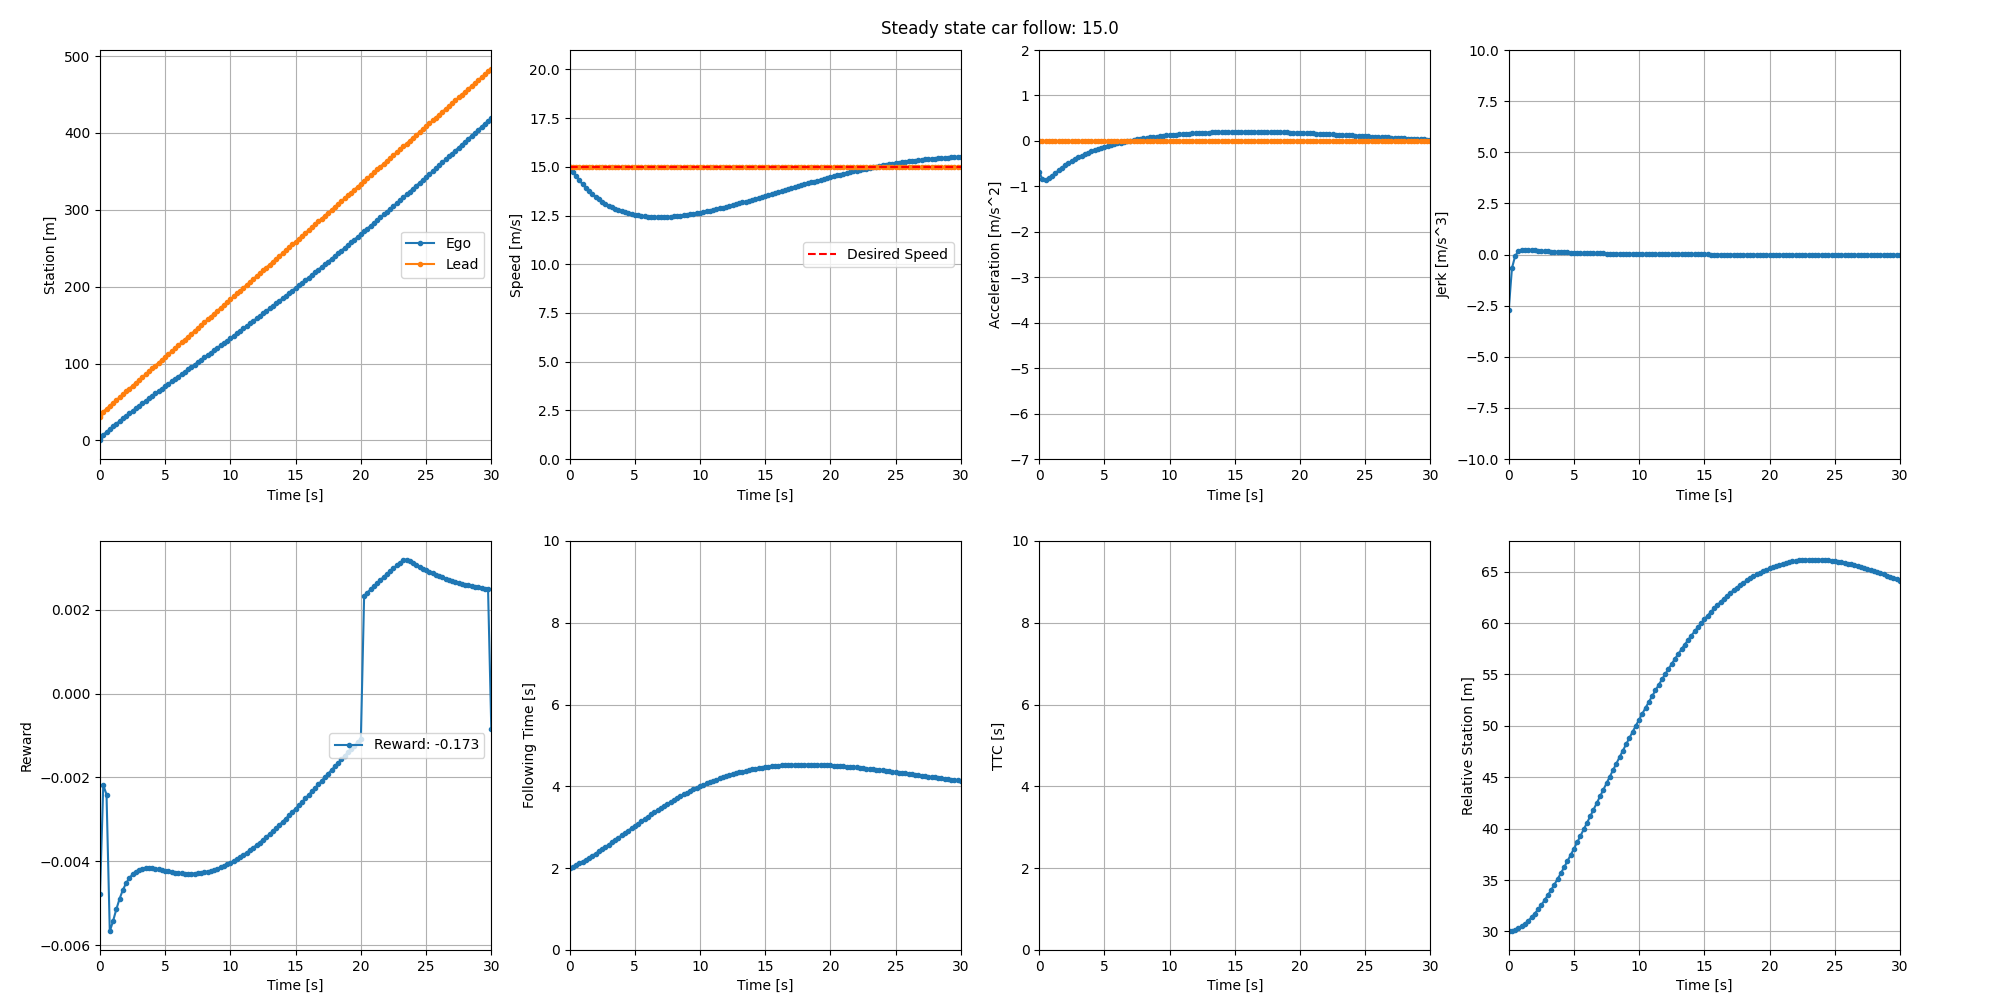 Steady state car follow: 15.0
500
400
300
200
100
0
Station [m]
0 5 10 15 20 25 30
Time [s]
Ego
Lead
20.0
17.5
15.0
12.5
10.0
7.5
5.0
2.5
0.0
Speed [m/s]
0 5 10 15 20 25 30
Time [s]
Desired Speed
2
1
0
−1
−2
−3
−4
−5
−6
−7
Acceleration [m/s^2]
0 5 10 15 20 25 30
Time [s]
10.0
7.5
5.0
2.5
0.0
−2.5
−5.0
−7.5
−10.0
Jerk [m/s^3]
0 5 10 15 20 25 30
Time [s]
0.002
0.000
−0.002
−0.004
−0.006
Reward
0 5 10 15 20 25 30
Time [s]
Reward: -0.173
10
8
6
4
2
0
Following Time [s]
0 5 10 15 20 25 30
Time [s]
10
8
6
4
2
0
TTC [s]
0 5 10 15 20 25 30
Time [s]
65
60
55
50
45
40
35
30
Relative Station [m]
0 5 10 15 20 25 30
Time [s]